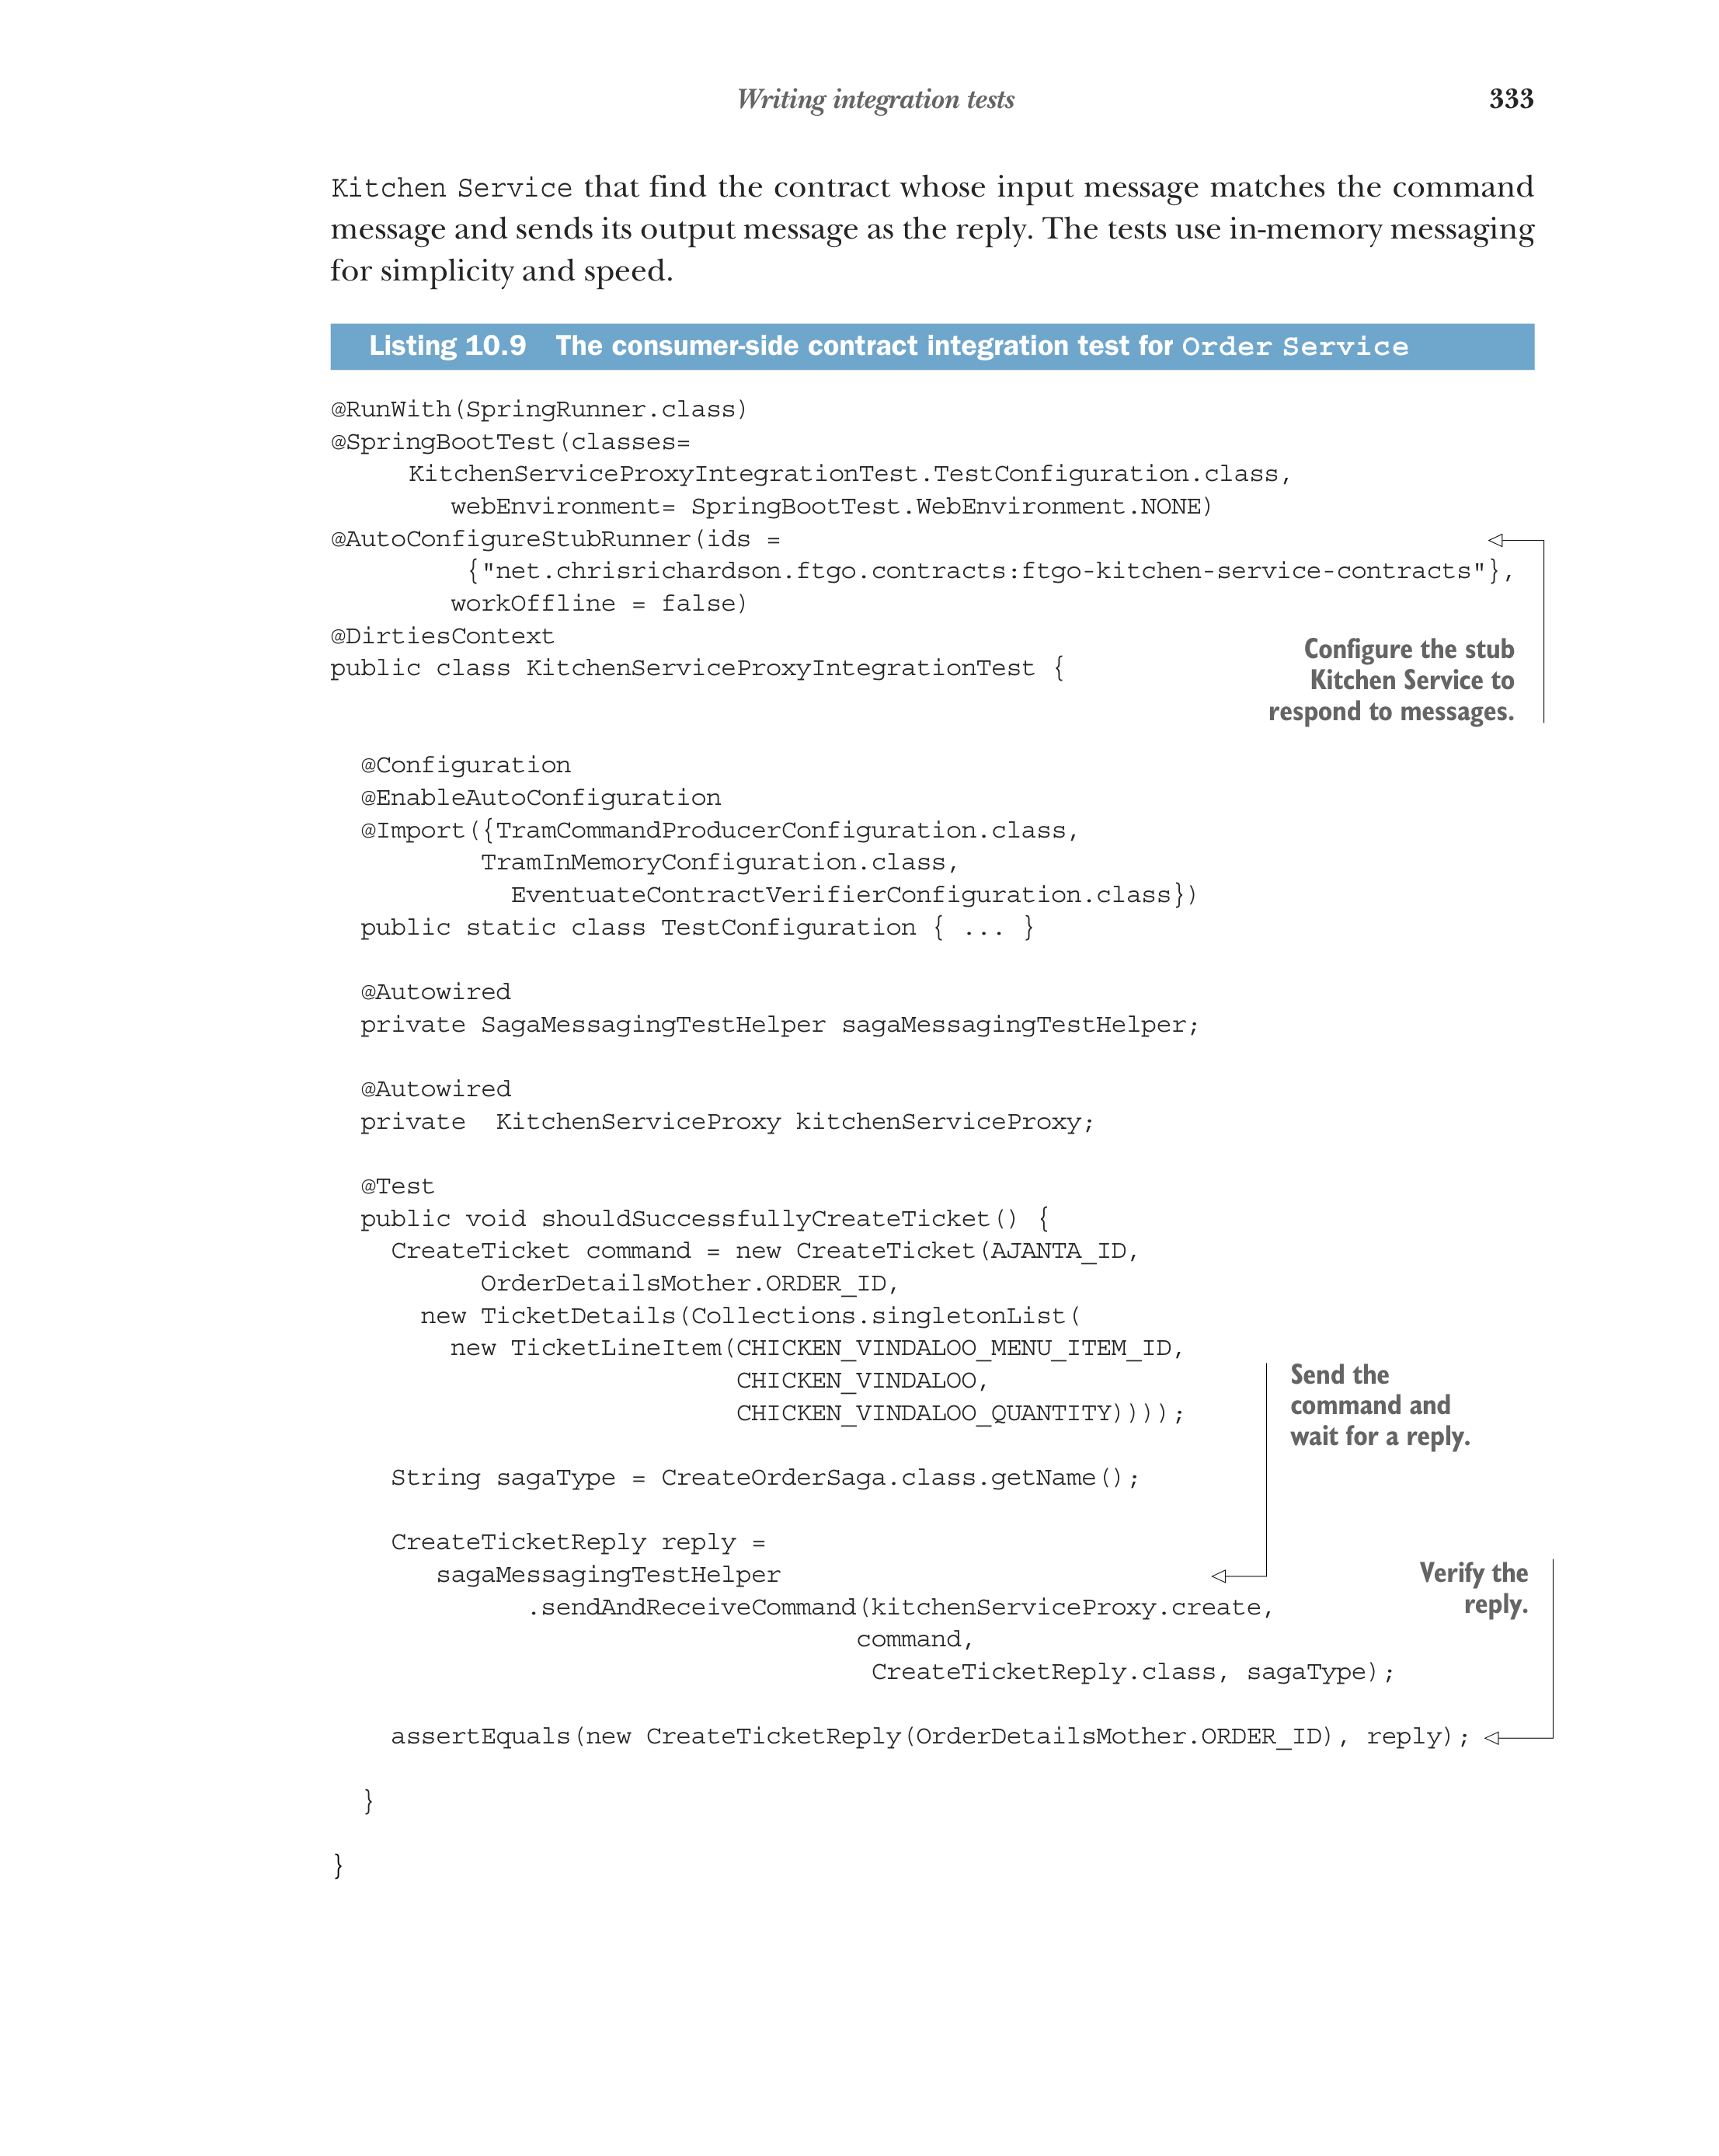 Writing integration tests 333
Kitchen Service that find the contract whose input message matches the command
message and sends its output message as the reply. The tests use in-memory messaging
for simplicity and speed.
Listing 10.9 The consumer-side contract integration test for Order Service
@RunWith(SpringRunner.class)
@SpringBootTest(classes=
KitchenServiceProxyIntegrationTest.TestConfiguration.class,
webEnvironment= SpringBootTest.WebEnvironment.NONE)
@AutoConfigureStubRunner(ids =
{"net.chrisrichardson.ftgo.contracts:ftgo-kitchen-service-contracts"},
workOffline = false)
@DirtiesContext
public class KitchenServiceProxyIntegrationTest {
Configure the stub
Kitchen Service to
respond to messages.
@Configuration
@EnableAutoConfiguration
@Import({TramCommandProducerConfiguration.class,
TramInMemoryConfiguration.class,
EventuateContractVerifierConfiguration.class})
public static class TestConfiguration { ... }
@Autowired
private SagaMessagingTestHelper sagaMessagingTestHelper;
@Autowired
private  KitchenServiceProxy kitchenServiceProxy;
@Test
public void shouldSuccessfullyCreateTicket() {
CreateTicket command = new CreateTicket(AJANTA_ID,
OrderDetailsMother.ORDER_ID,
new TicketDetails(Collections.singletonList(
new TicketLineItem(CHICKEN_VINDALOO_MENU_ITEM_ID,
CHICKEN_VINDALOO,
CHICKEN_VINDALOO_QUANTITY))));
Send the
command and
wait for a reply.
String sagaType = CreateOrderSaga.class.getName();
CreateTicketReply reply =
sagaMessagingTestHelper
.sendAndReceiveCommand(kitchenServiceProxy.create,
command,
CreateTicketReply.class, sagaType);
Verify the
reply.
assertEquals(new CreateTicketReply(OrderDetailsMother.ORDER_ID), reply);
}
}